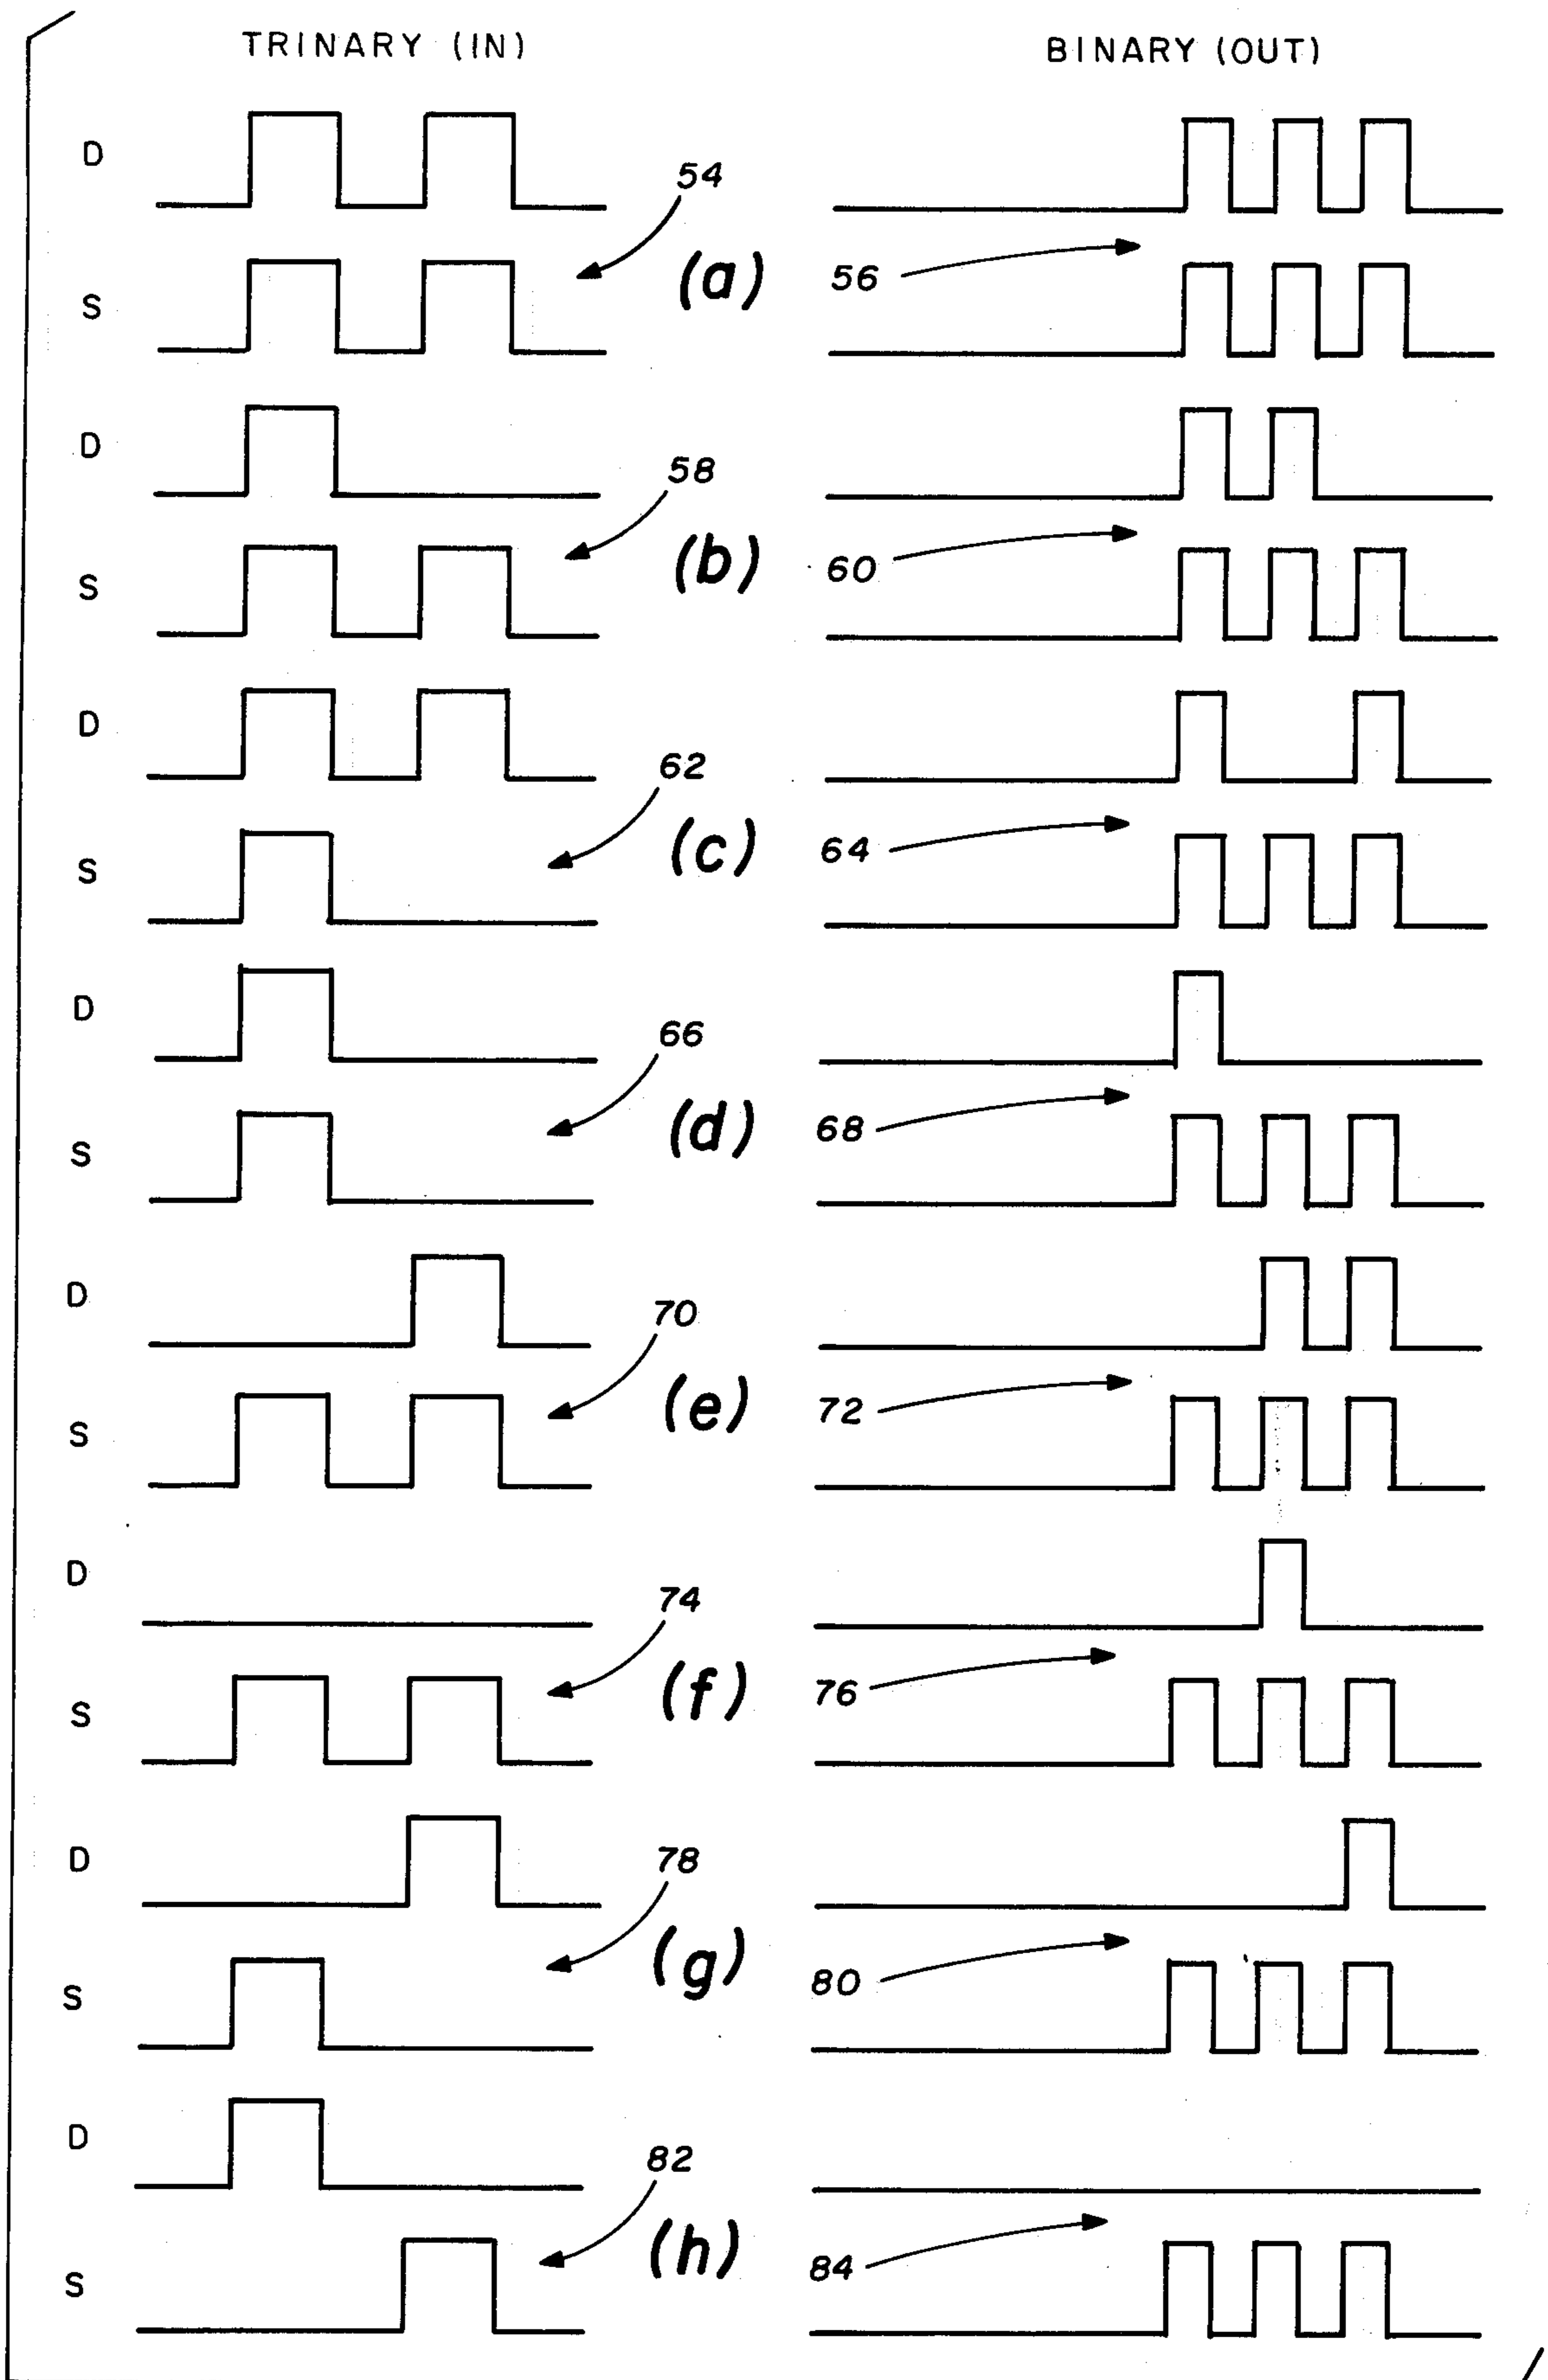 TRINARY (IN)
BINARY (OUT)
D
54
(a)
56
S
D
58
(b)
60
S
D
62
(c)
64
S
D
66
(d)
68
S
D
70
(e)
72
S
D
74
(f)
76
S
D
78
(g)
80
S
D
82
(h)
84
S